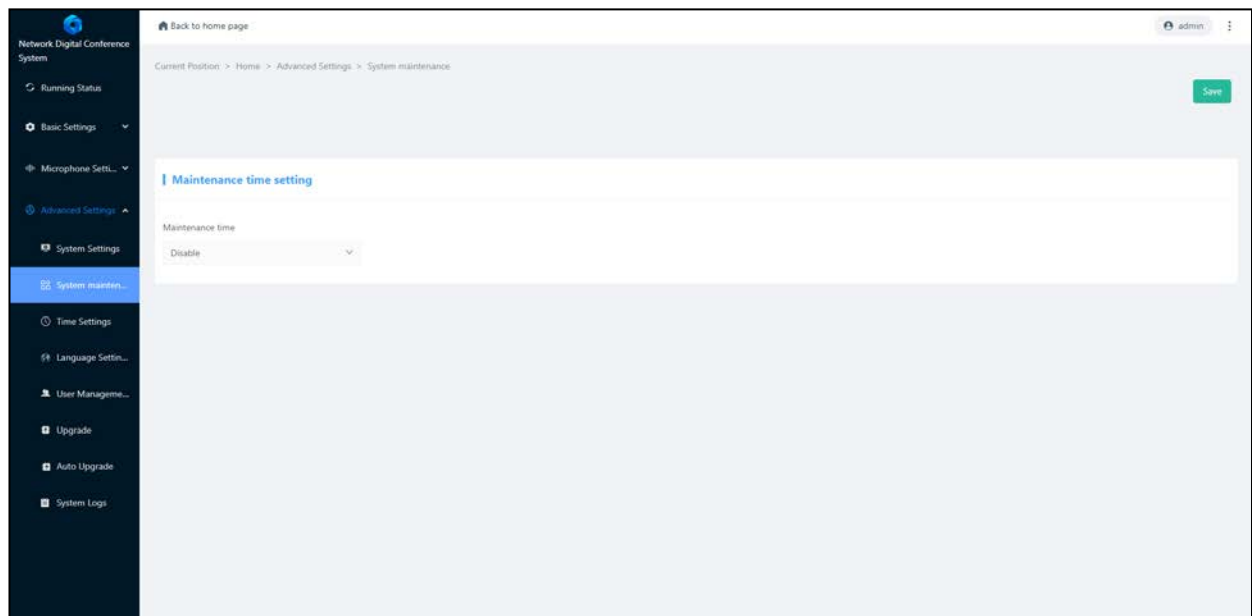 Network Digital Conference
System
Back to home page
admin
Current Position > Home > Advanced Settings > System maintenance
Save
Running Status
Basic Settings
Microphone Setti...
Advanced Settings
System Settings
System mainten...
Time Settings
Language Settin...
User Manageme...
Upgrade
Auto Upgrade
System Logs
Maintenance time setting
Maintenance time
Disable